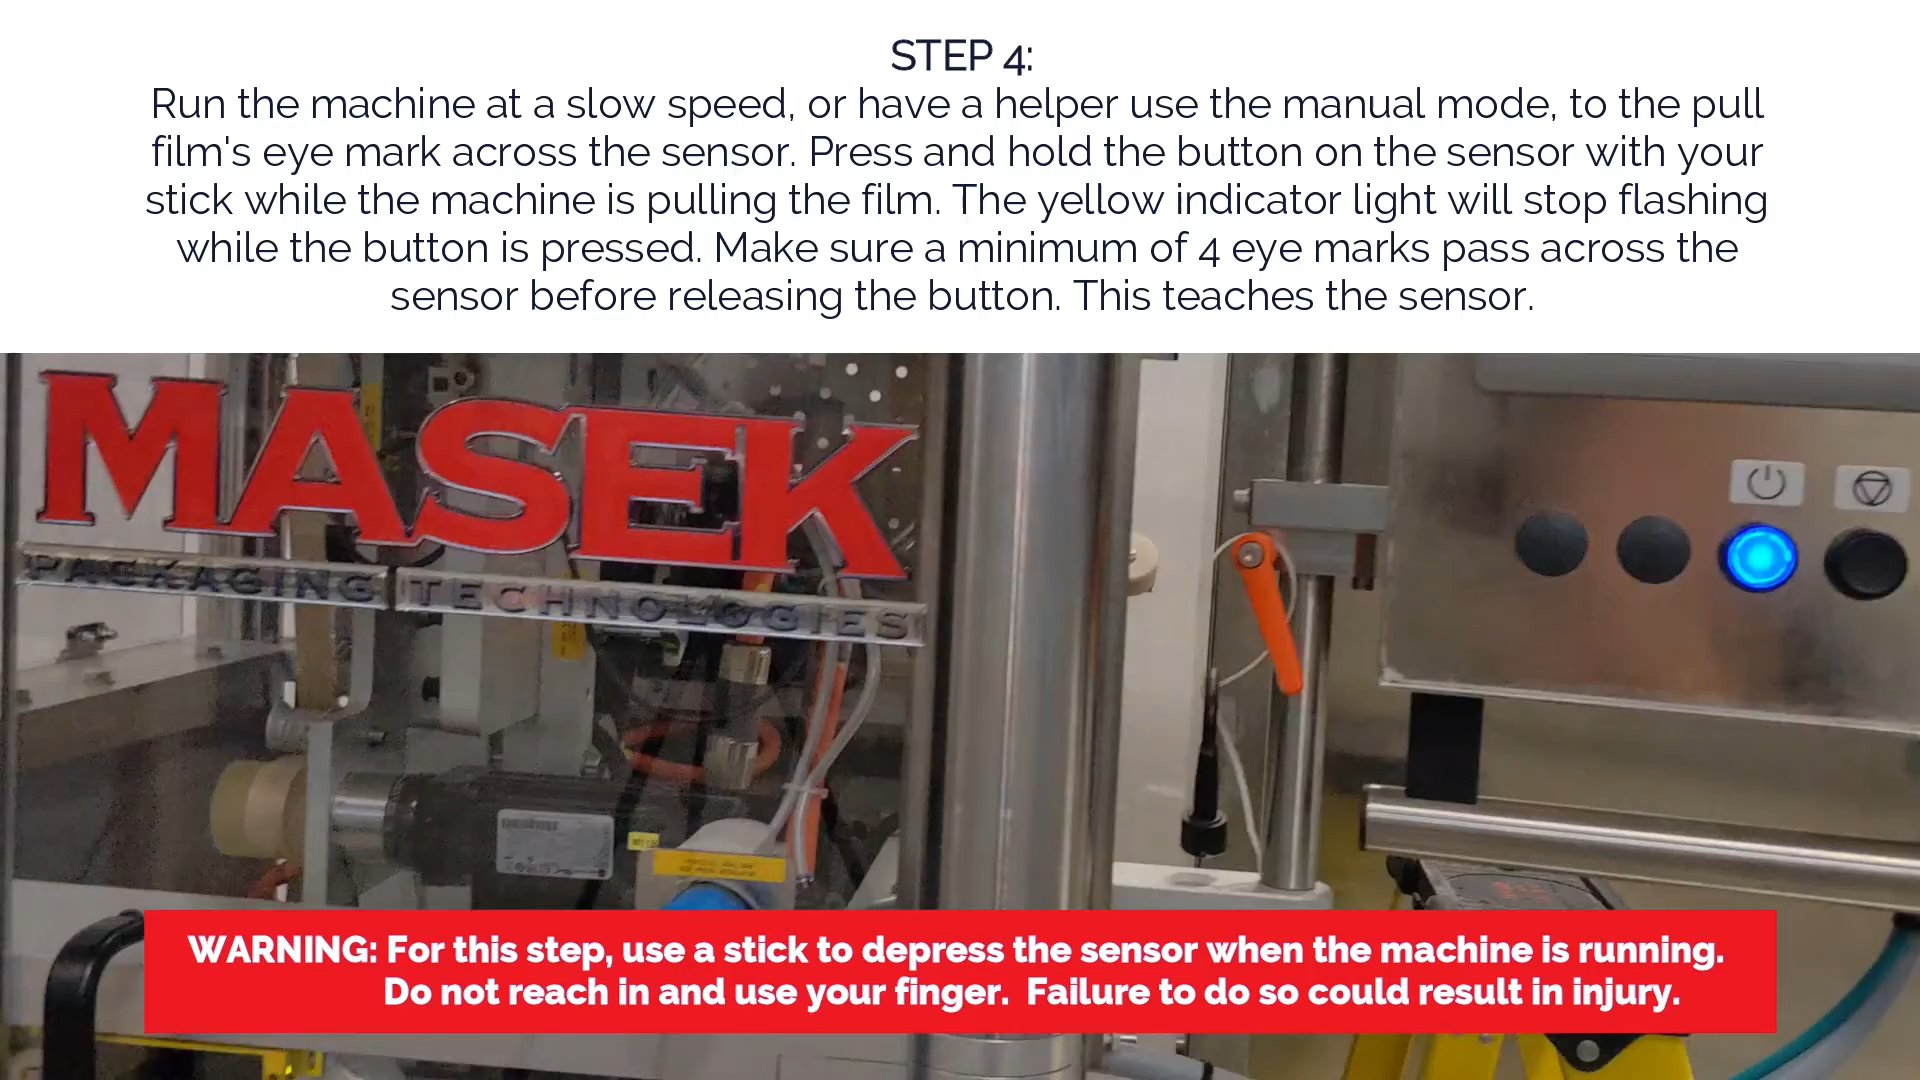 STEP 4:
Run the machine at a slow speed, or have a helper use the manual mode, to the pull
film's eye mark across the sensor. Press and hold the button on the sensor with your
stick while the machine is pulling the film. The yellow indicator light will stop flashing
while the button is pressed. Make sure a minimum of 4 eye marks pass across the
sensor before releasing the button. This teaches the sensor.
MASEK
PACKAGING TECHNOLOGIES
WARNING: For this step, use a stick to depress the sensor when the machine is running.
Do not reach in and use your finger. Failure to do so could result in injury.